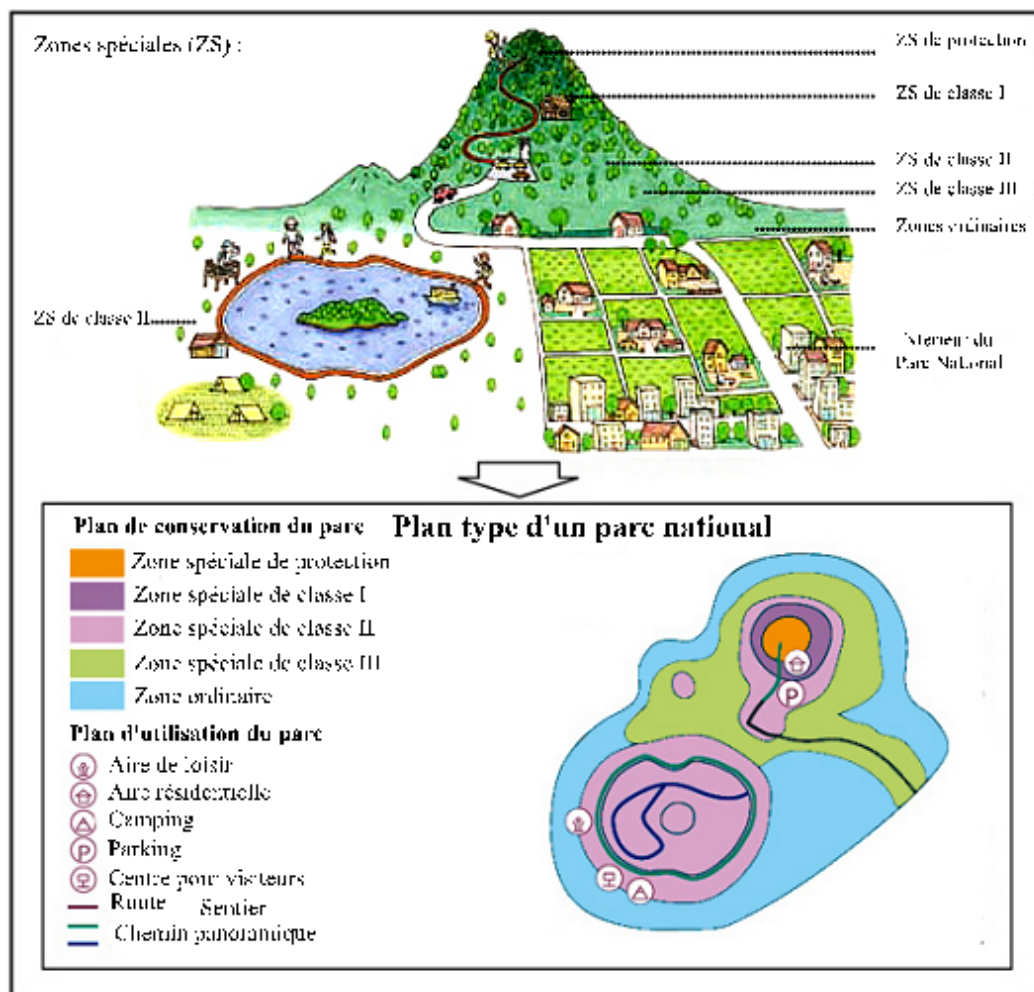 Zones spéciales (ZS) :
ZS de protection
ZS de classe I
ZS de classe II
ZS de classe III
Zones ordinaires
ZS de classe II
du
Parc National
Plan type d'un parc national
Plan de conservation du parc
Zone spéciale de protection
Zone spéciale de classe I
Zone spéciale de classe II
Zone spéciale de classe III
Zone ordinaire
Plan d'utilisation du parc
Aire de loisir
Aire résidentielle
Camping
P Parking
Centre pour visiteurs
Route Sentier
Chemin panoramique
P